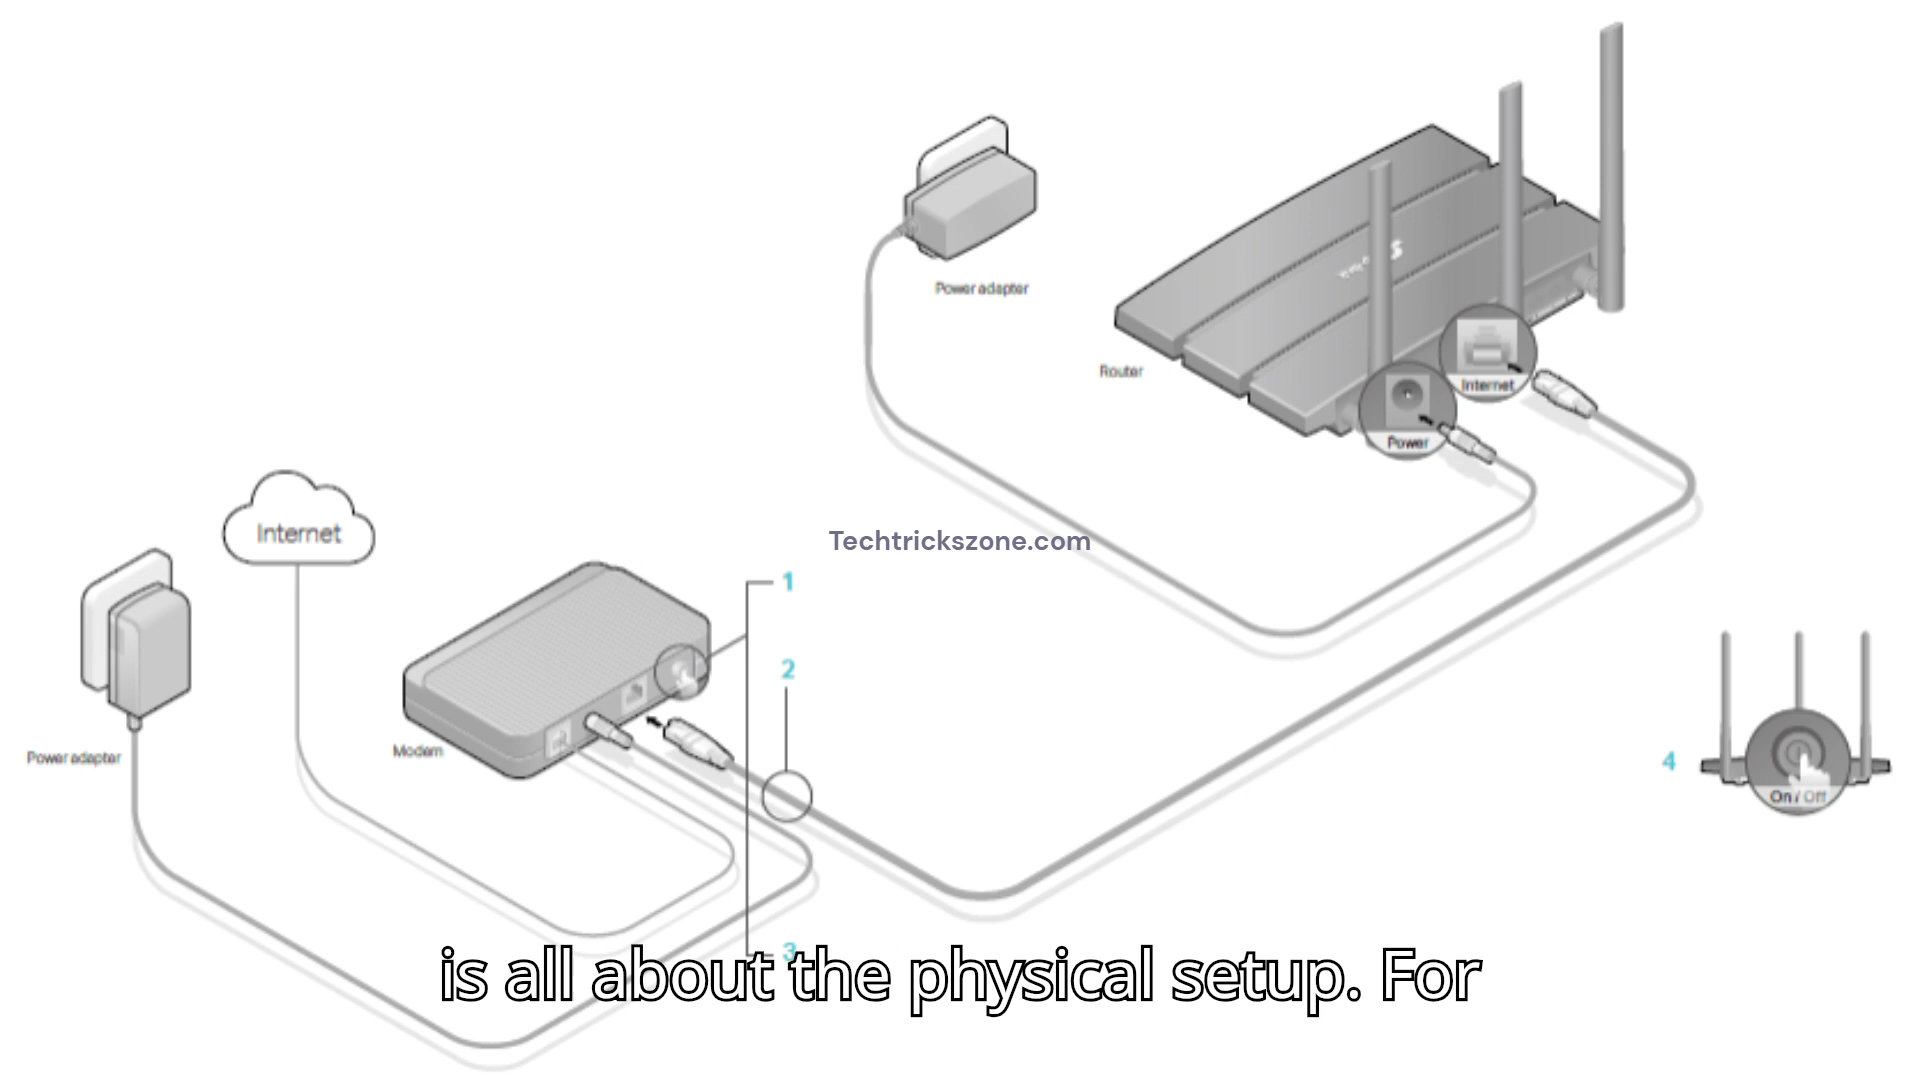 Power adapter
Router
Internet
Power
Internet
Techtrickszone.com
1
2
Modem
Power adapter
4
On / Off
3
is all about the physical setup. For